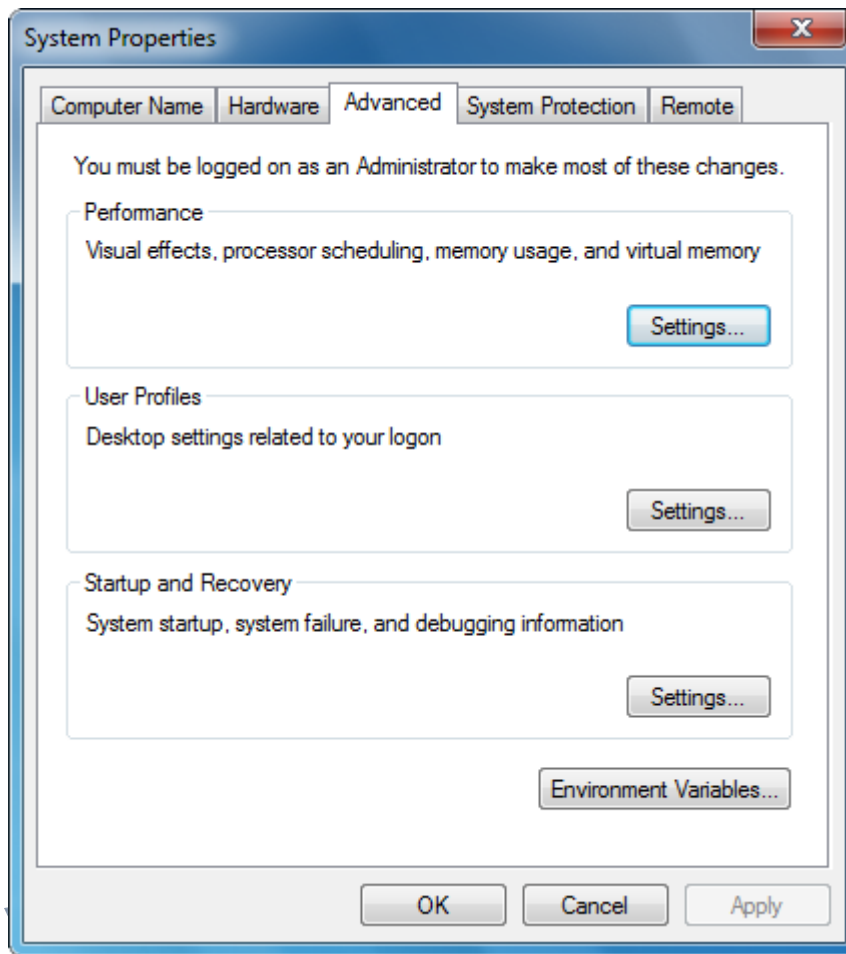 System Properties
X
Computer Name Hardware Advanced System Protection Remote
You must be logged on as an Administrator to make most of these changes.
Performance
Visual effects, processor scheduling, memory usage, and virtual memory
Settings...
User Profiles
Desktop settings related to your logon
Settings...
Startup and Recovery
System startup, system failure, and debugging information
Settings...
Environment Variables...
OK Cancel Apply